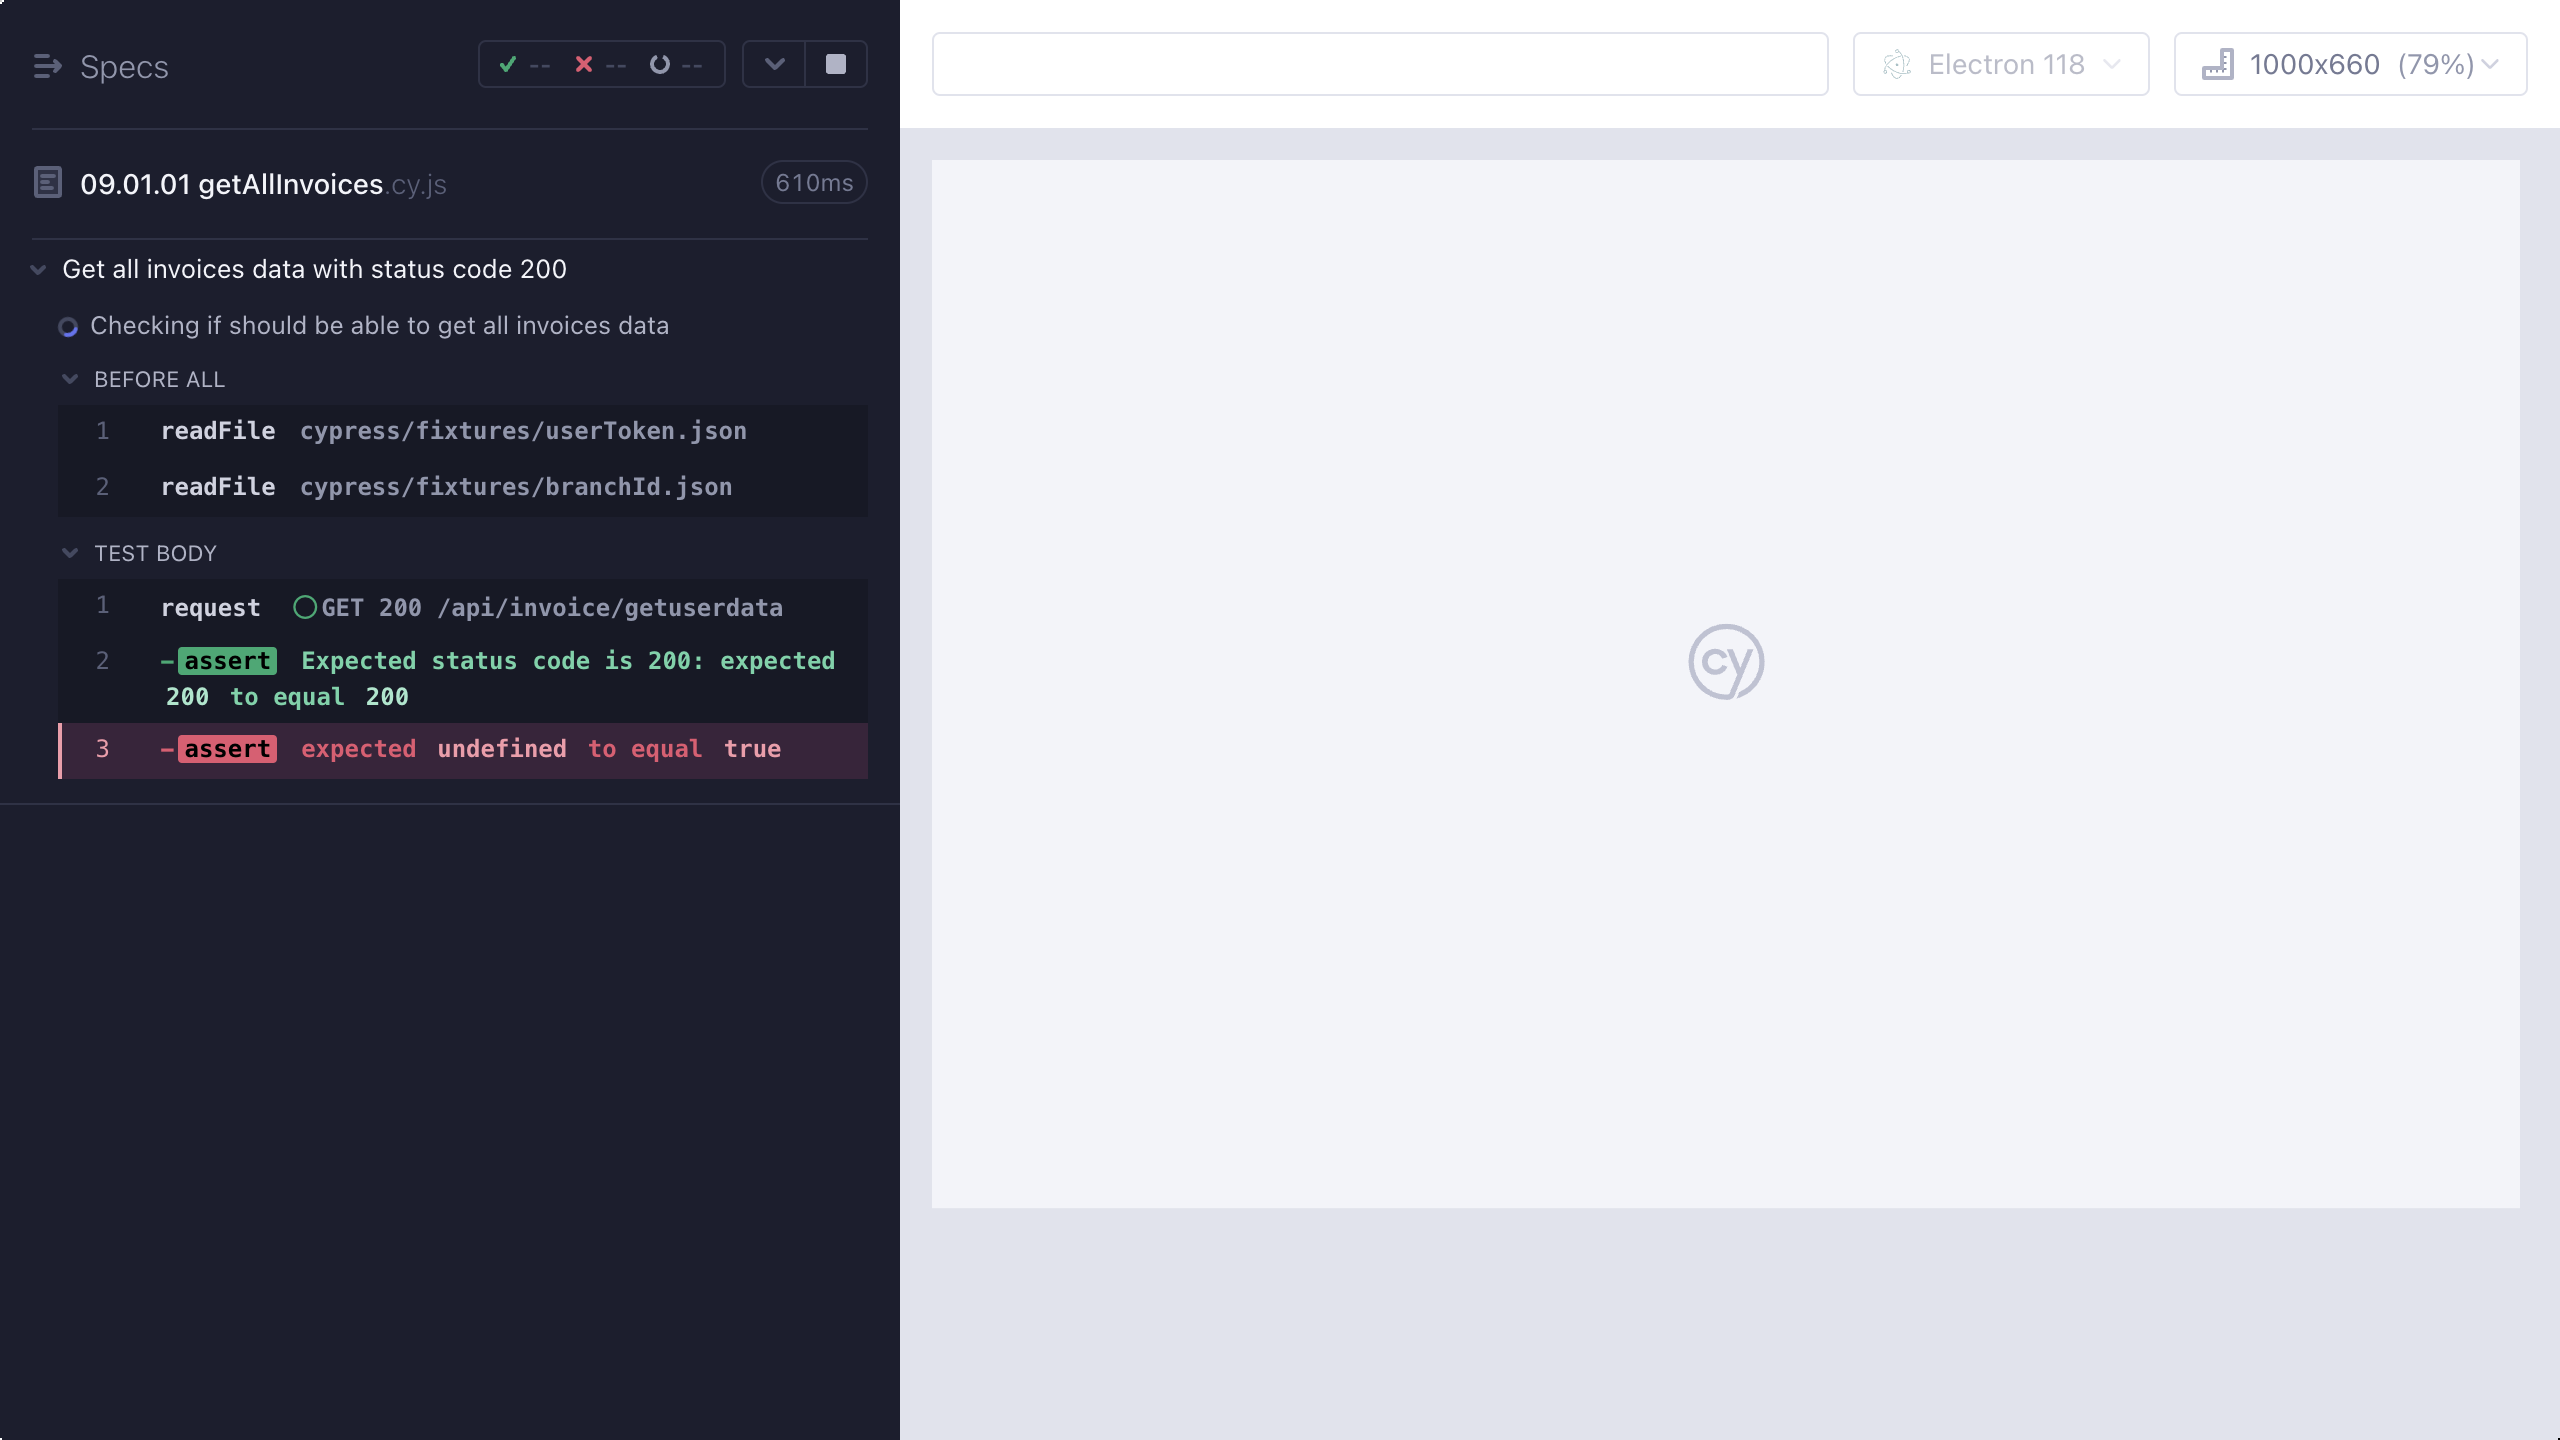 Specs
-- -- --
09.01.01 getAllInvoices.cy.js
610ms
Get all invoices data with status code 200
Checking if should be able to get all invoices data
BEFORE ALL
1 readFile cypress/fixtures/userToken.json
2 readFile cypress/fixtures/branchId.json
TEST BODY
1 request GET 200 /api/invoice/getuserdata
2 -assert Expected status code is 200: expected
200 to equal 200
3 -assert expected undefined to equal true
Electron 118
1000x660 (79%)
cy